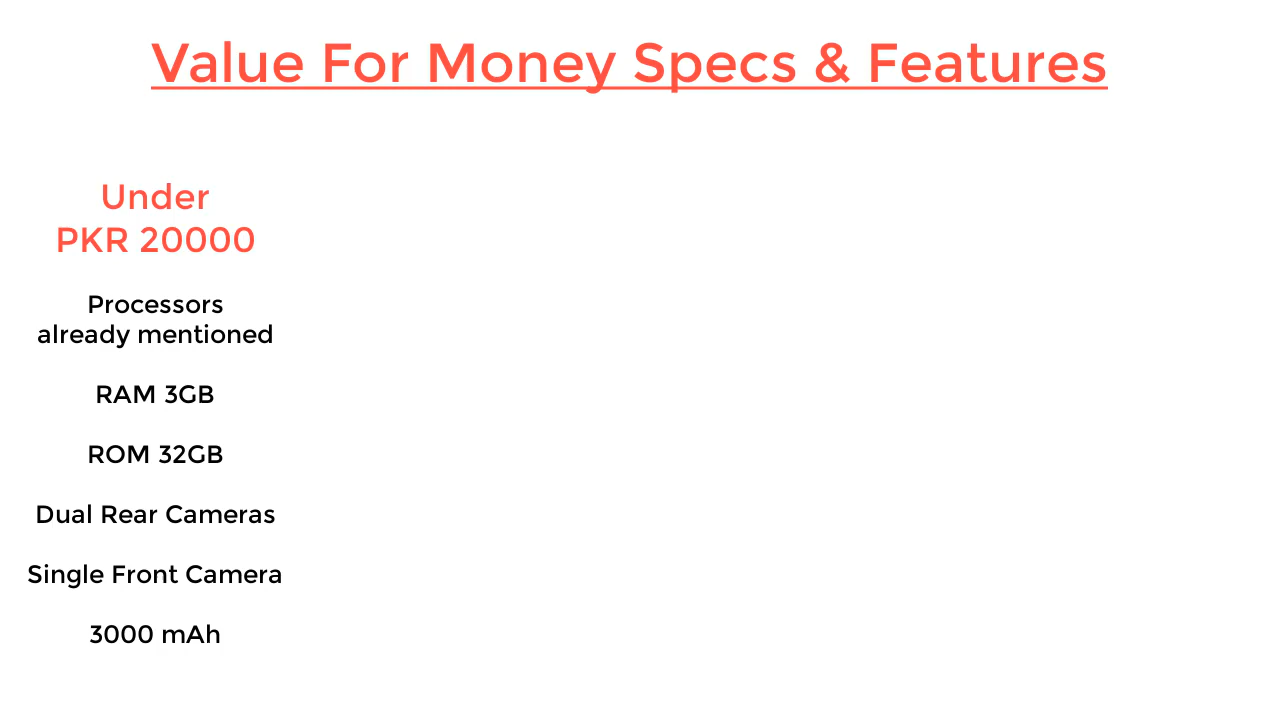 Value For Money Specs & Features
Under
PKR 20000
Processors
already mentioned
RAM 3GB
ROM 32GB
Dual Rear Cameras
Single Front Camera
3000 mAh